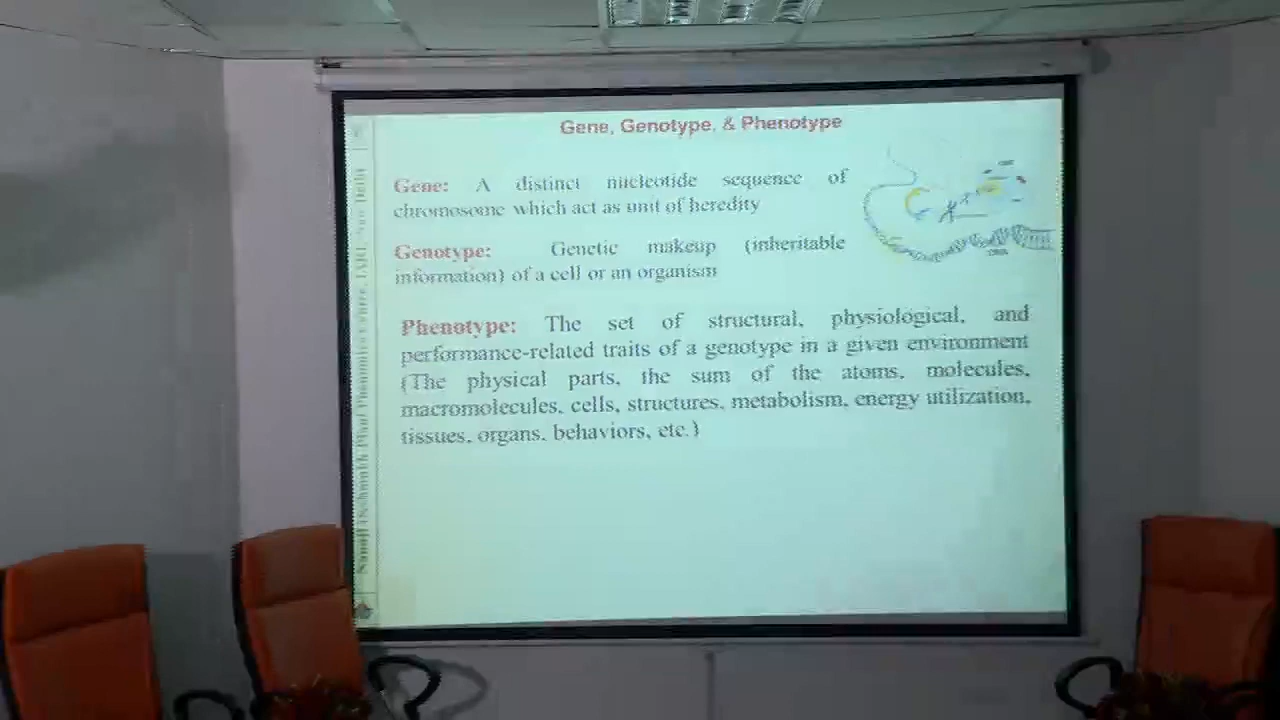 Gene, Genotype, & Phenotype
Gene: A distinct nucleotide sequence of
chromosome which act as unit of heredity
Genotype: Genetic makeup (inheritable
information) of a cell or an organism
Phenotype: The set of structural, physiological, and
performance-related traits of a genotype in a given environment
(The physical parts, the sum of the atoms, molecules,
macromolecules, cells, structures, metabolism, energy utilization,
tissues, organs, behaviors, etc.)